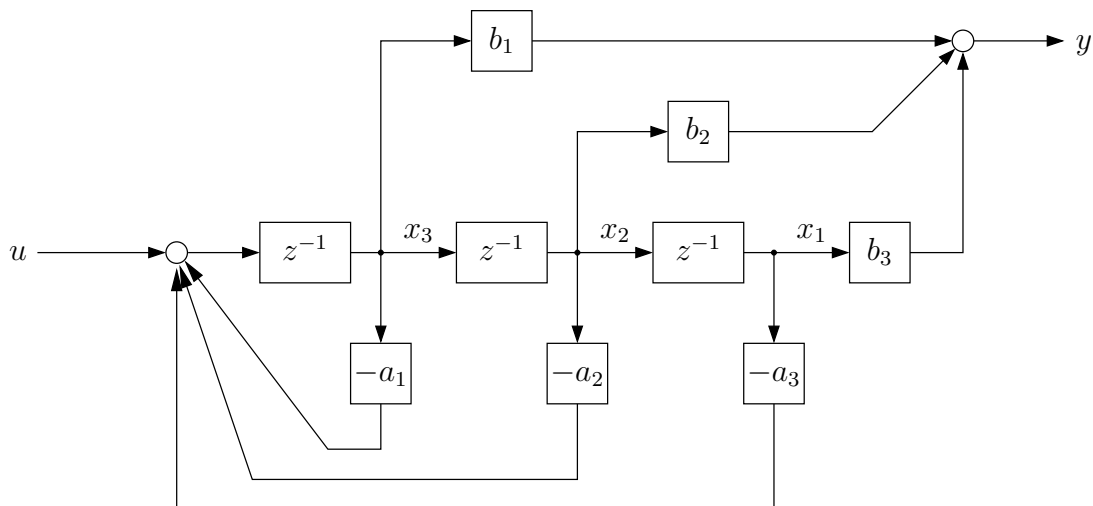 b₁
y
b₂
u
z⁻¹
x₃
z⁻¹
x₂
z⁻¹
x₁
b₃
−a₁
−a₂
−a₃